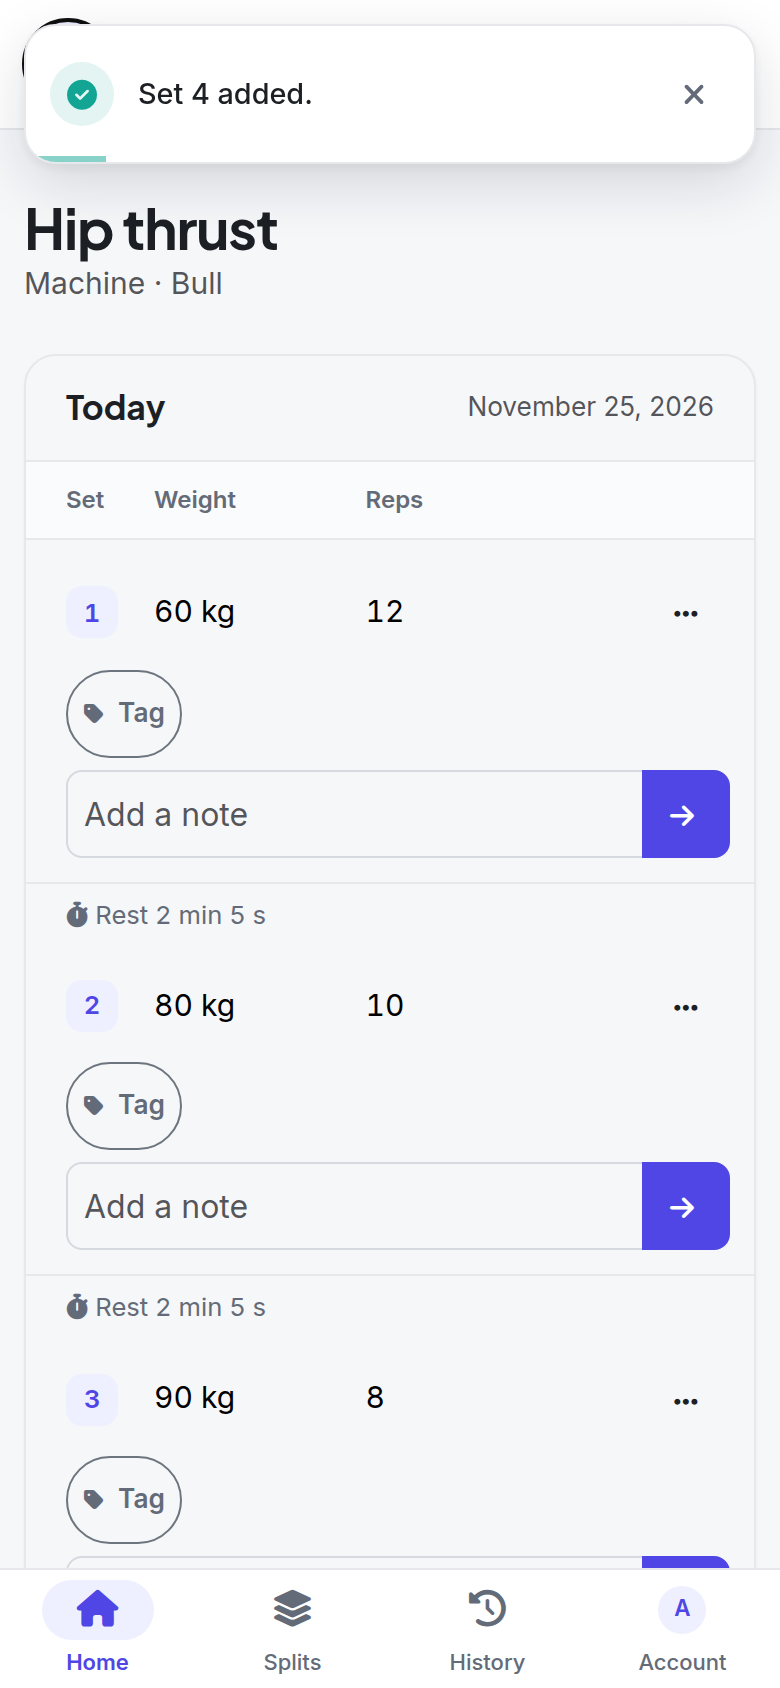 Set 4 added.
Hip thrust
Machine · Bull
Today November 25, 2026
Set Weight Reps
1 60 kg 12
Tag
Add a note
Rest 2 min 5 s
2 80 kg 10
Tag
Add a note
Rest 2 min 5 s
3 90 kg 8
Tag
Home Splits History A Account